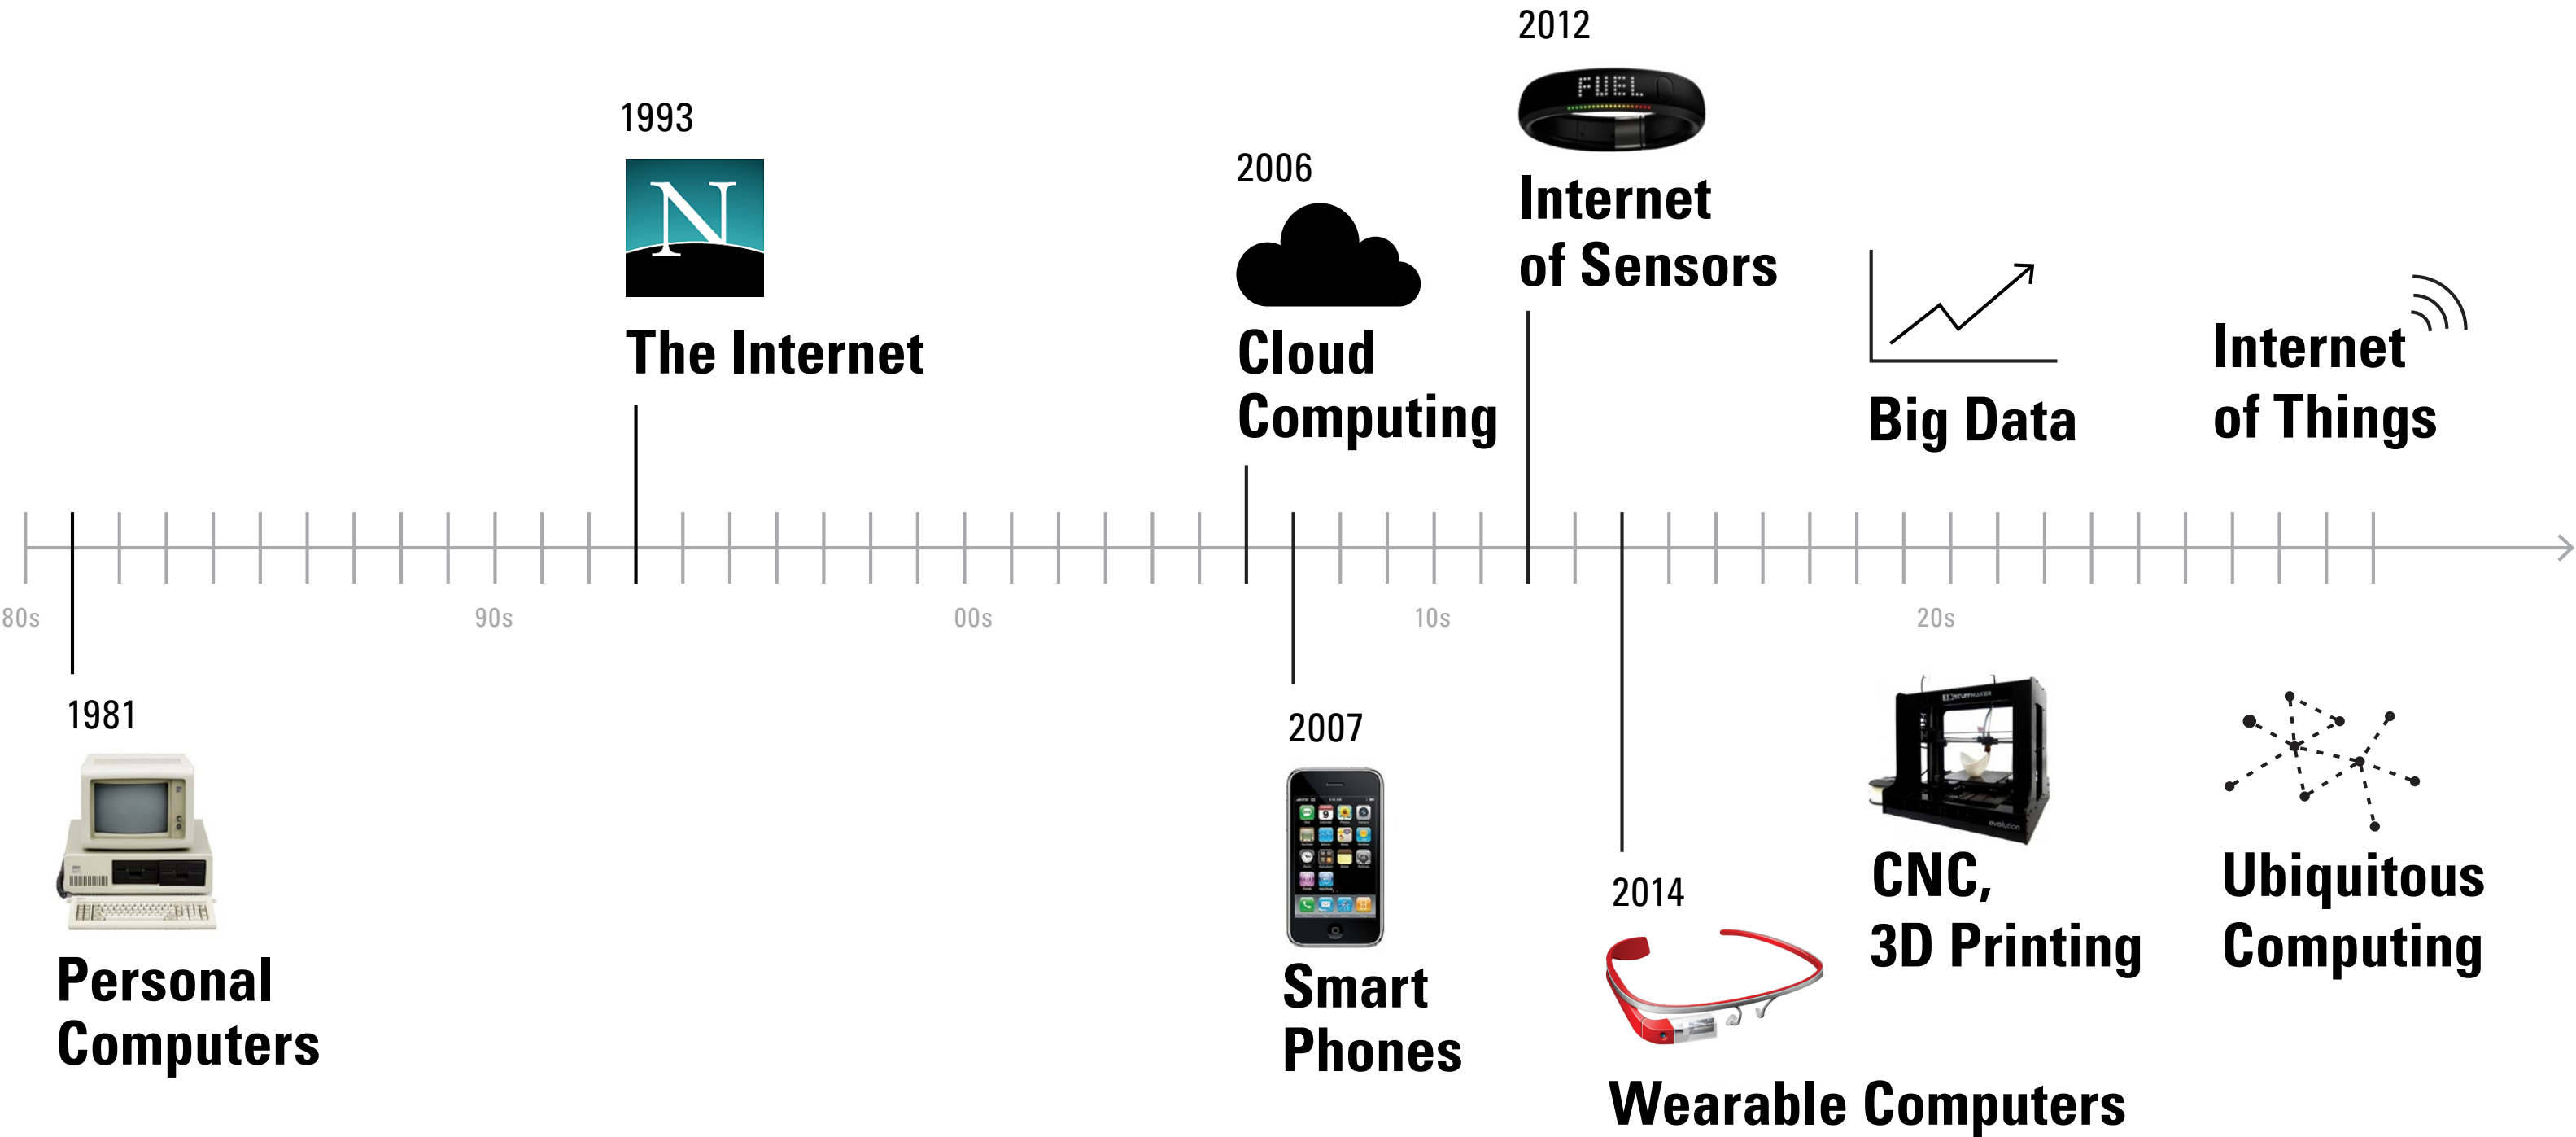 2012
FUEL
Internet
of Sensors
1993
N
The Internet
2006
Cloud
Computing
Big Data
Internet
of Things
80s
90s
00s
10s
20s
1981
Personal
Computers
2007
Smart
Phones
2014
Wearable Computers
evolution
CNC,
3D Printing
Ubiquitous
Computing